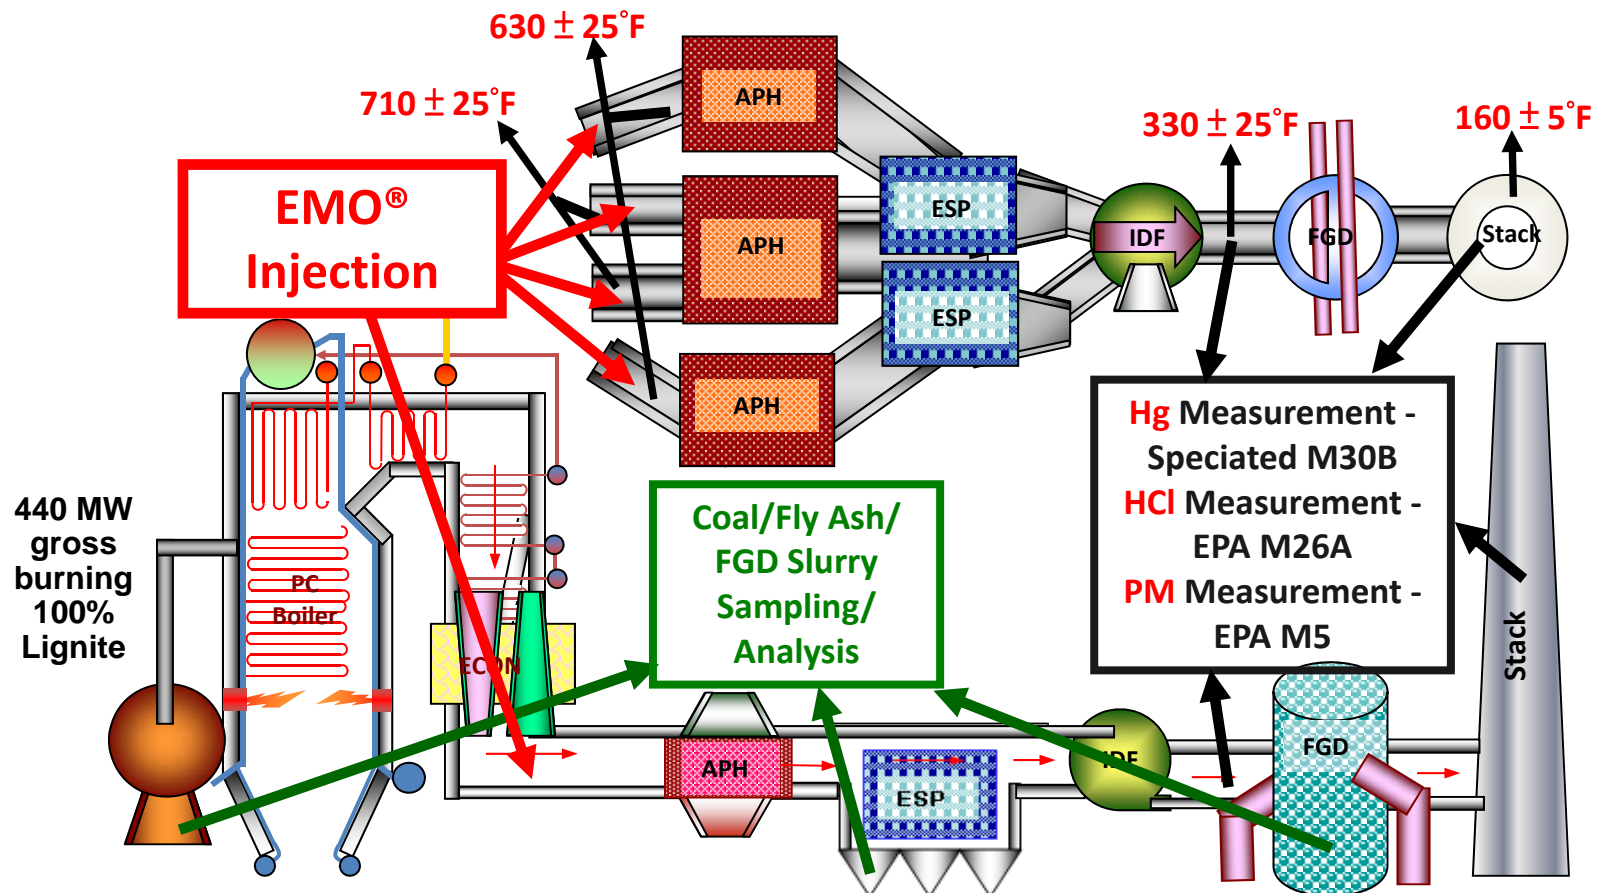 630 ± 25°F
710 ± 25°F
330 ± 25°F
160 ± 5°F
APH
EMO®
Injection
APH
ESP
IDF
FGD
Stack
ESP
APH
440 MW
gross
burning
100%
Lignite
PC
Boiler
ECON
Coal/Fly Ash/
FGD Slurry
Sampling/
Analysis
Hg Measurement -
Speciated M30B
HCl Measurement -
EPA M26A
PM Measurement -
EPA M5
Stack
APH
ESP
IDF
FGD